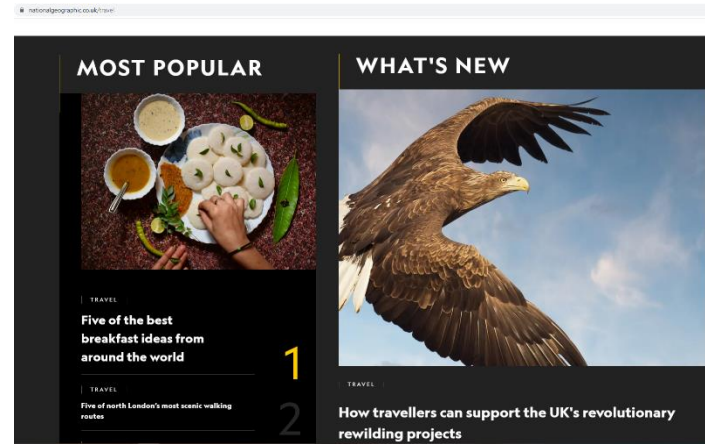 nationalgeographic.co.uk/travel
MOST POPULAR
TRAVEL
Five of the best
breakfast ideas from
around the world
1
TRAVEL
Five of north London's most scenic walking
routes
2
WHAT'S NEW
TRAVEL
How travellers can support the UK's revolutionary
rewilding projects